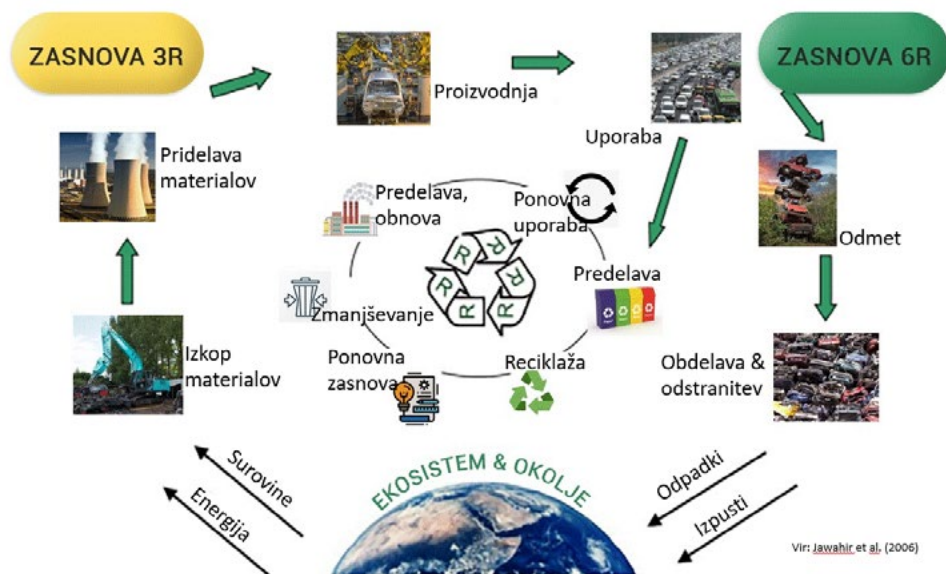 ZASNOVA 3R
ZASNOVA 6R
Proizvodnja
Uporaba
Pridelava
materialov
Predelava,
obnova
Ponovna
uporaba
Odmet
Predelava
Zmanjševanje
R
R
R
R
R
R
Izkop
materialov
Ponovna
zasnova
Reciklaža
Obdelava &
odstranitev
EKOSISTEM & OKOLJE
Surovine
Energija
Odpadki
Izpusti
Vir: Jawahir et al. (2006)